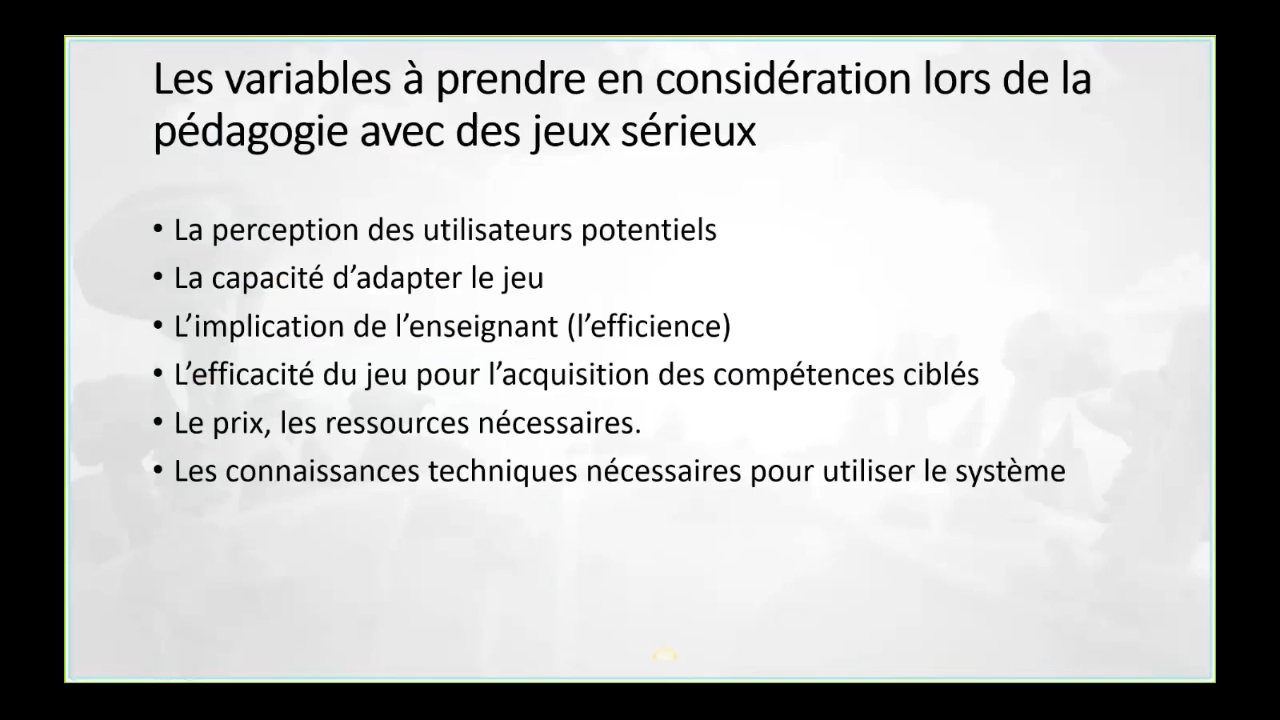 Les variables à prendre en considération lors de la
pédagogie avec des jeux sérieux
• La perception des utilisateurs potentiels
• La capacité d’adapter le jeu
• L’implication de l’enseignant (l’efficience)
• L’efficacité du jeu pour l’acquisition des compétences ciblés
• Le prix, les ressources nécessaires.
• Les connaissances techniques nécessaires pour utiliser le système